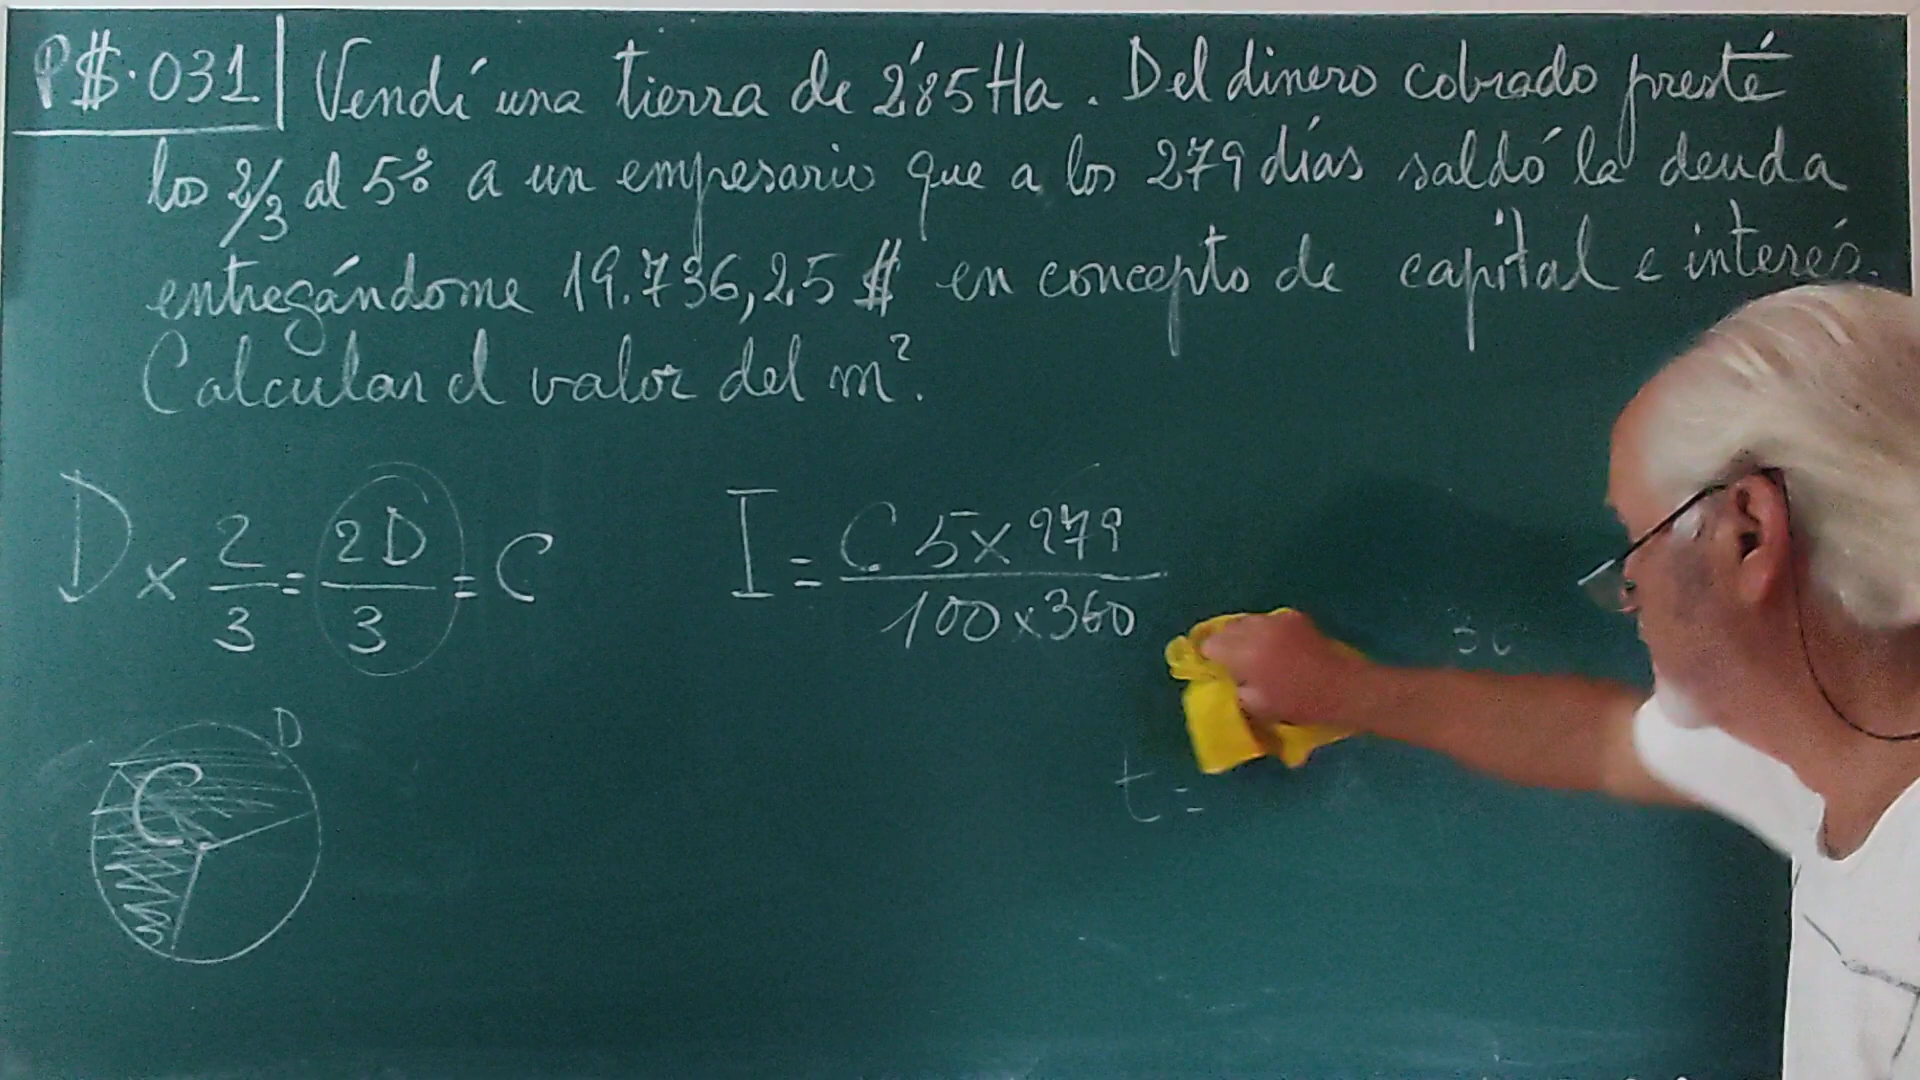 P$.031 Vendí una tierra de 2'85 Ha. Del dinero cobrado presté
los 2/3 al 5% a un empresario que a los 279 días saldó la deuda
entregándome 19.736,25 $ en concepto de capital e interés.
Calcular el valor del m².
D x 2/3 = 2D/3 = C
I = C 5 x 279 / 100 x 360
D
C
t =